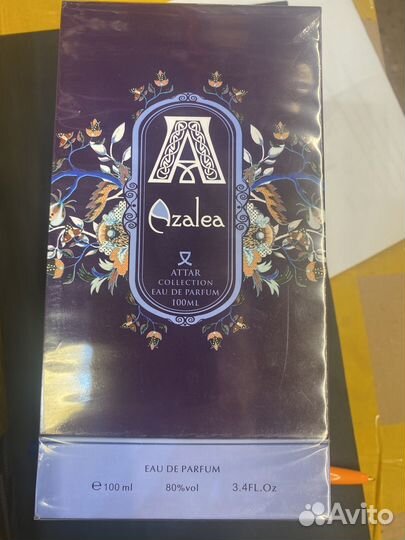 A
Azalea
ATTAR
COLLECTION
EAU DE PARFUM
100ML
EAU DE PARFUM
℮ 100 ml 80%vol 3.4FL.Oz
Avito